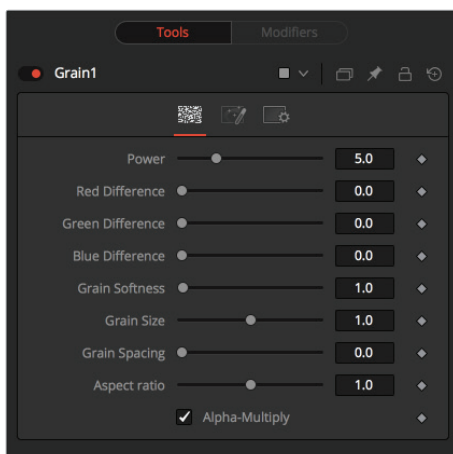 Tools Modifiers
Grain1
Power 5.0
Red Difference 0.0
Green Difference 0.0
Blue Difference 0.0
Grain Softness 1.0
Grain Size 1.0
Grain Spacing 0.0
Aspect ratio 1.0
Alpha-Multiply